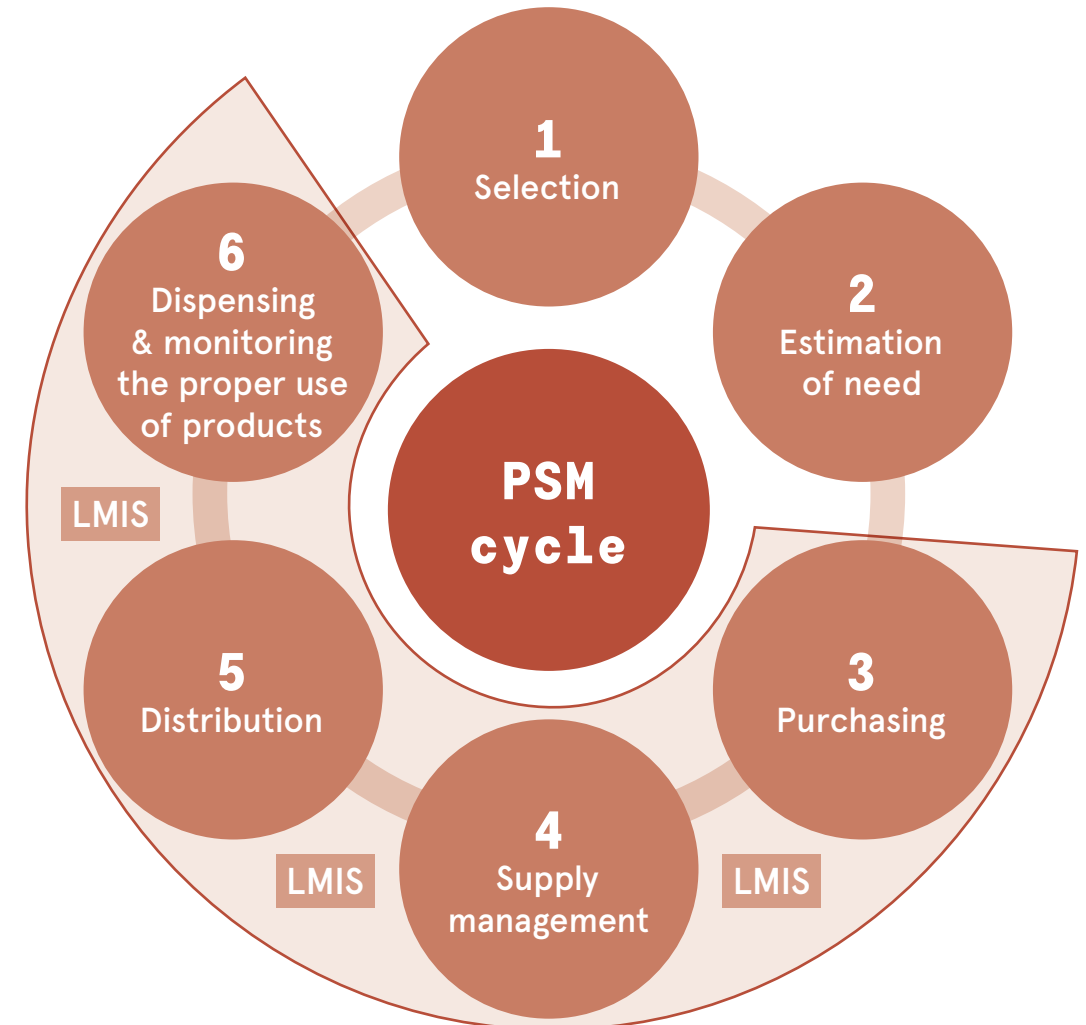 1
Selection
2
Estimation
of need
3
Purchasing
4
Supply
management
5
Distribution
6
Dispensing
& monitoring
the proper use
of products
PSM
cycle
LMIS
LMIS
LMIS